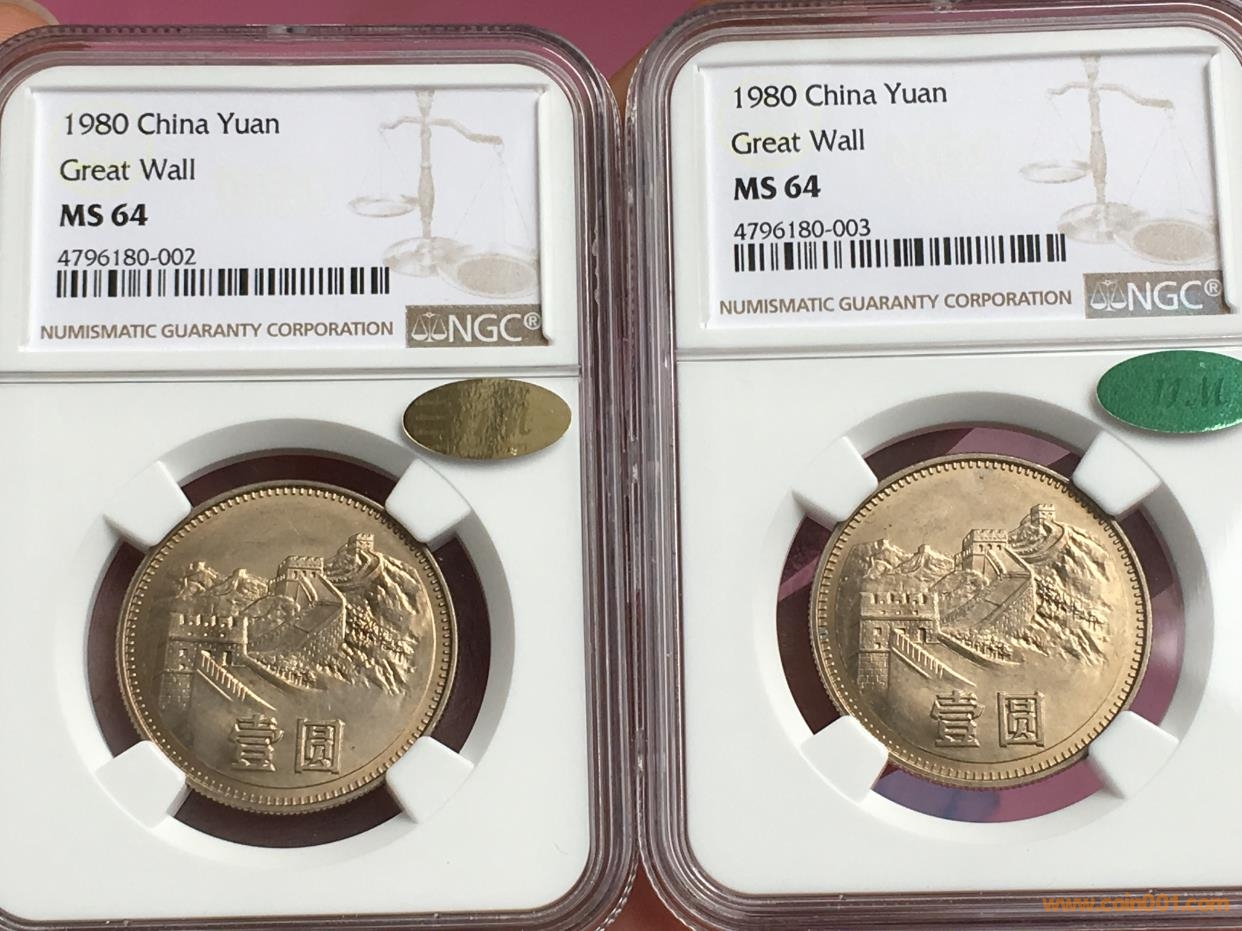 1980 China Yuan
Great Wall
MS 64
4796180-002
NUMISMATIC GUARANTY CORPORATION
NGC®
壹圆
1980 China Yuan
Great Wall
MS 64
4796180-003
NUMISMATIC GUARANTY CORPORATION
NGC®
壹圆
www.coin001.com